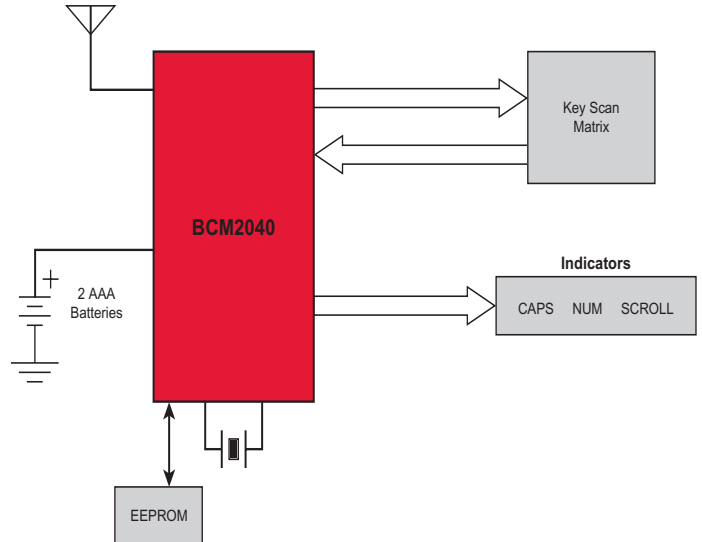 Key Scan
Matrix
BCM2040
Indicators
CAPS NUM SCROLL
+
2 AAA
Batteries
EEPROM